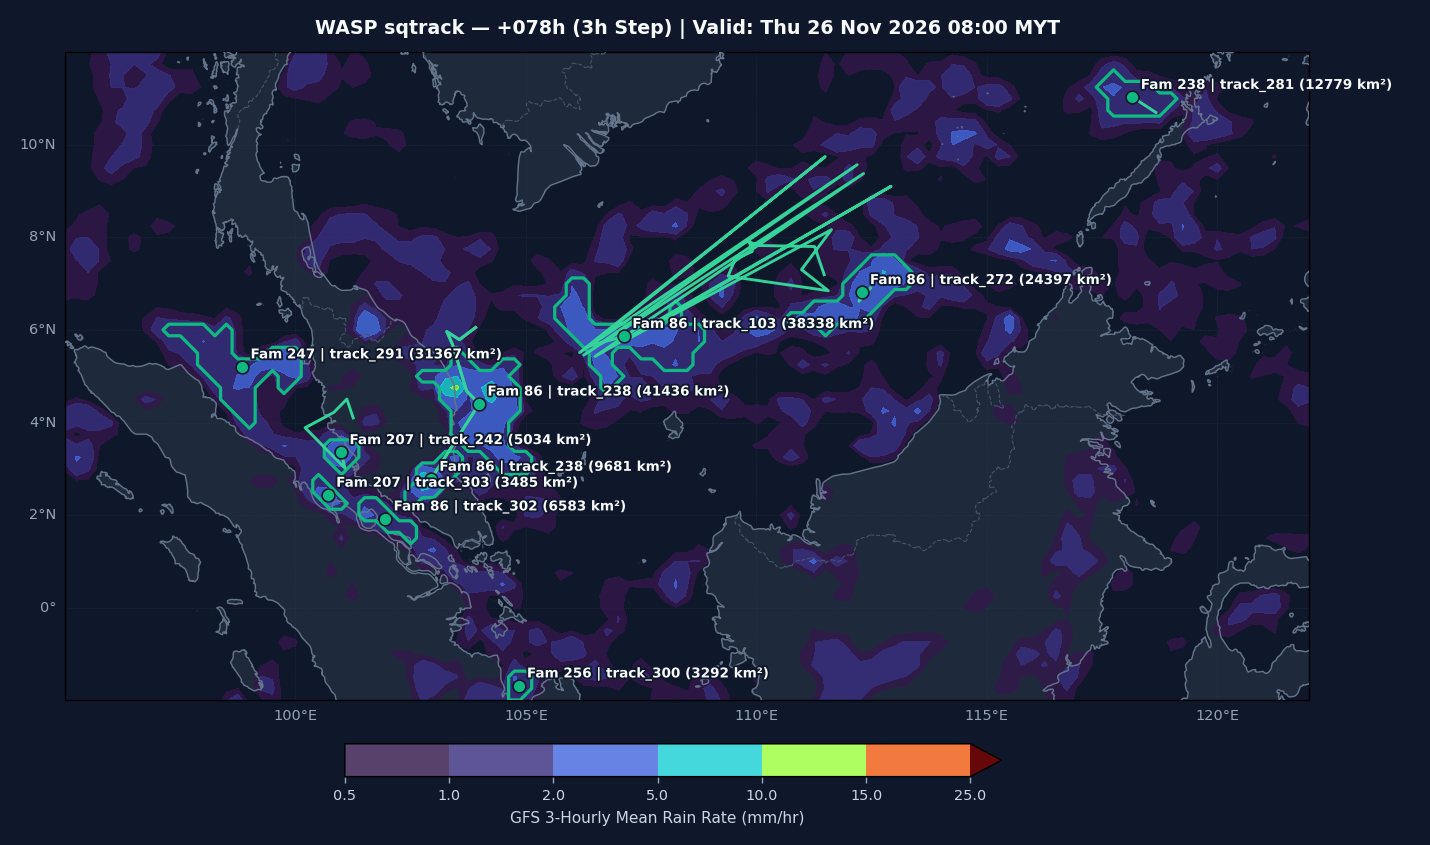 WASP sqtrack — +078h (3h Step) | Valid: Thu 26 Nov 2026 08:00 MYT
Fam 238 | track_281 (12779 km²)
10°N
8°N
Fam 86 | track_272 (24397 km²)
6°N
Fam 86 | track_103 (38338 km²)
Fam 247 | track_291 (31367 km²)
Fam 86 | track_238 (41436 km²)
4°N
Fam 207 | track_242 (5034 km²)
Fam 86 | track_238 (9681 km²)
Fam 207 | track_303 (3485 km²)
2°N
Fam 86 | track_302 (6583 km²)
0°
Fam 256 | track_300 (3292 km²)
100°E 105°E 110°E 115°E 120°E
0.5 1.0 2.0 5.0 10.0 15.0 25.0
GFS 3-Hourly Mean Rain Rate (mm/hr)